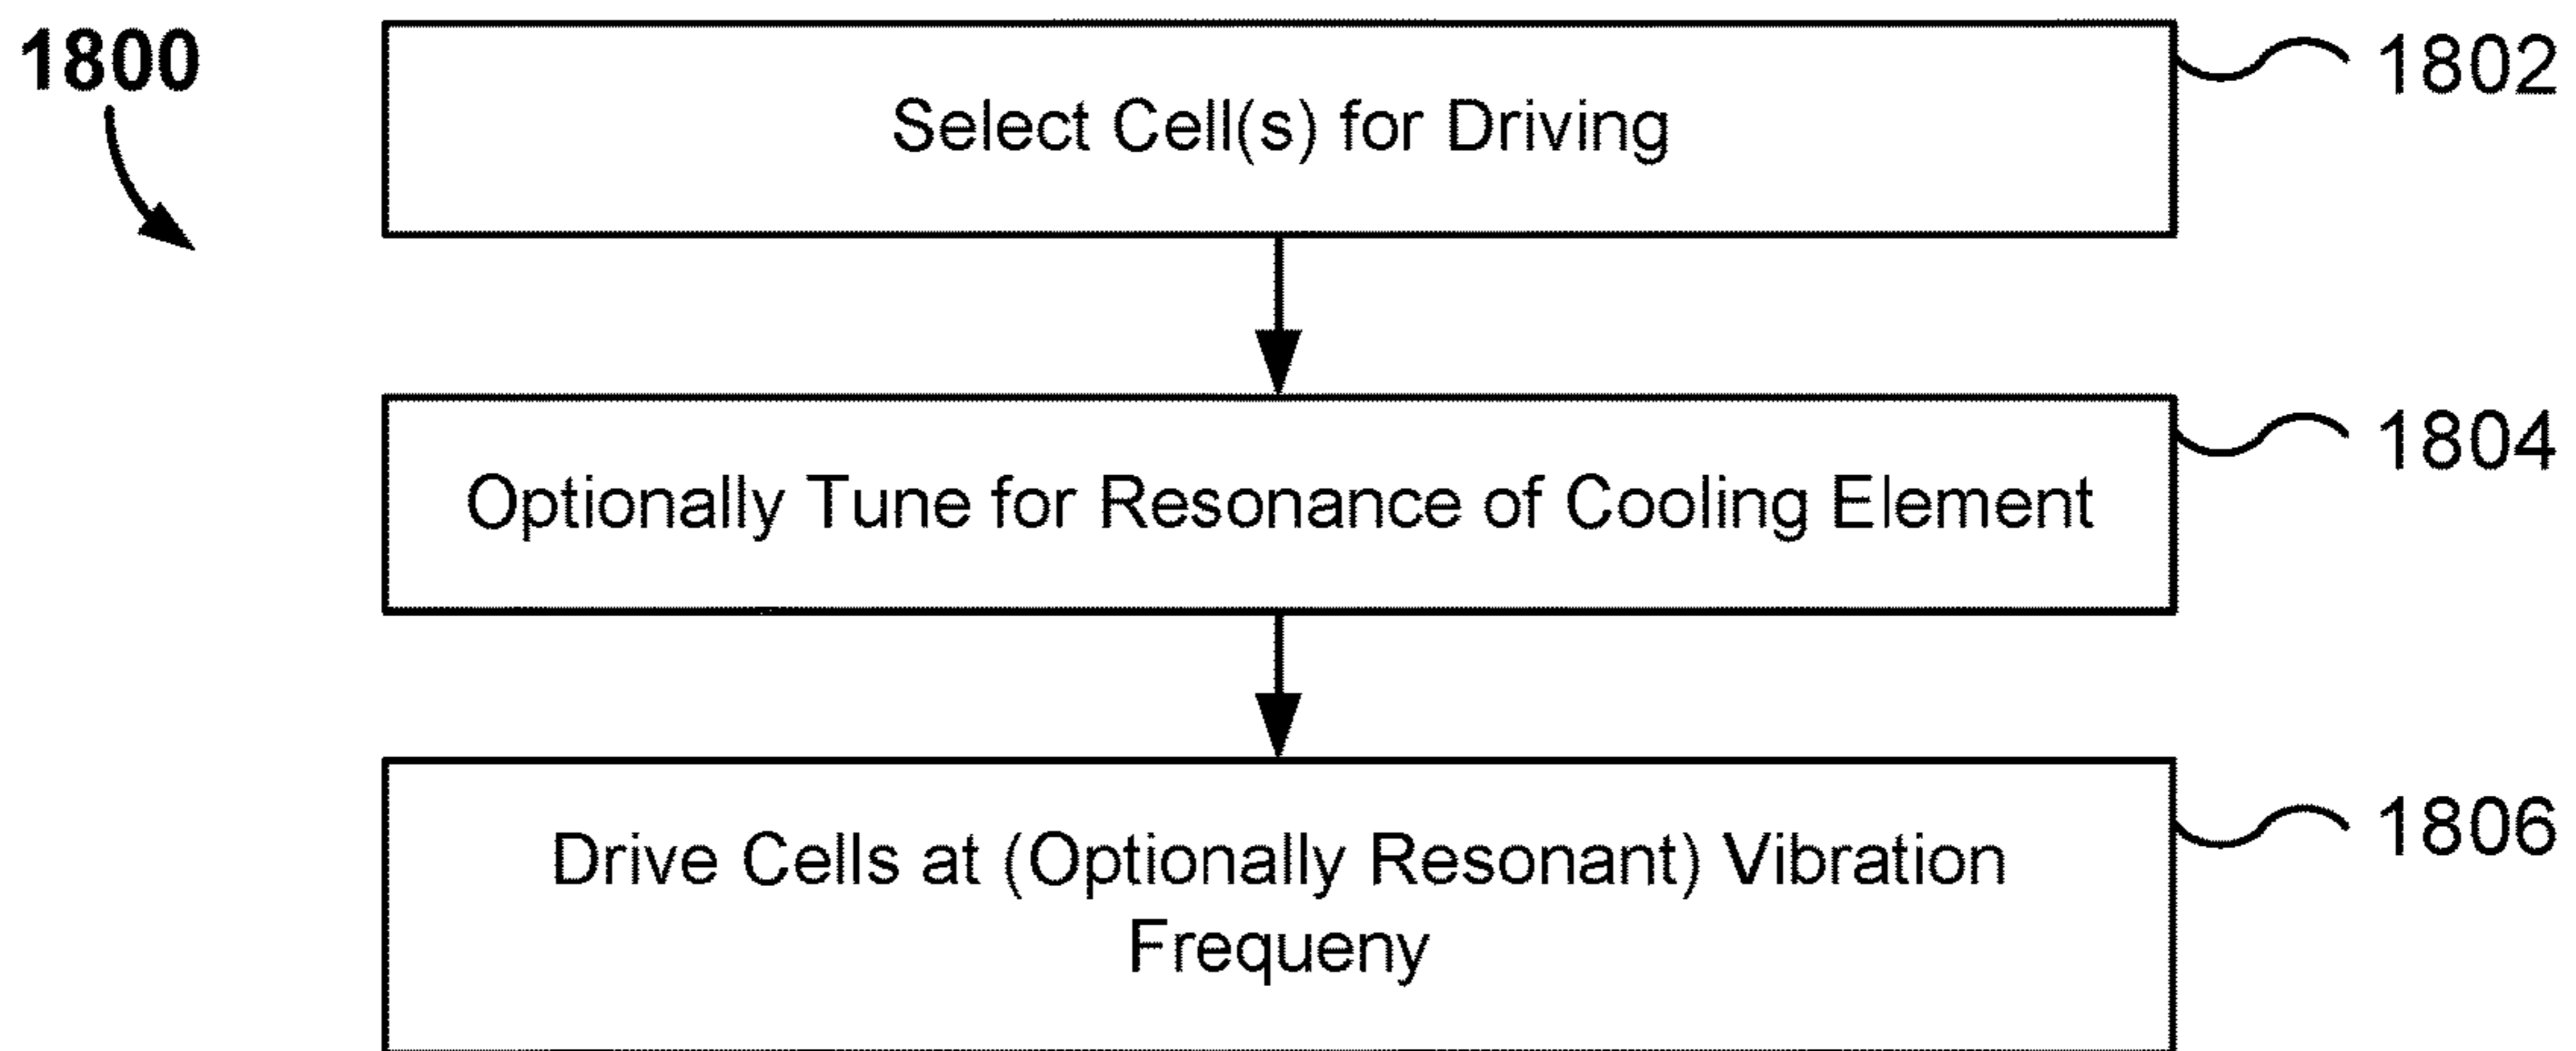 1800
Select Cell(s) for Driving
1802
Optionally Tune for Resonance of Cooling Element
1804
Drive Cells at (Optionally Resonant) Vibration
Frequeny
1806